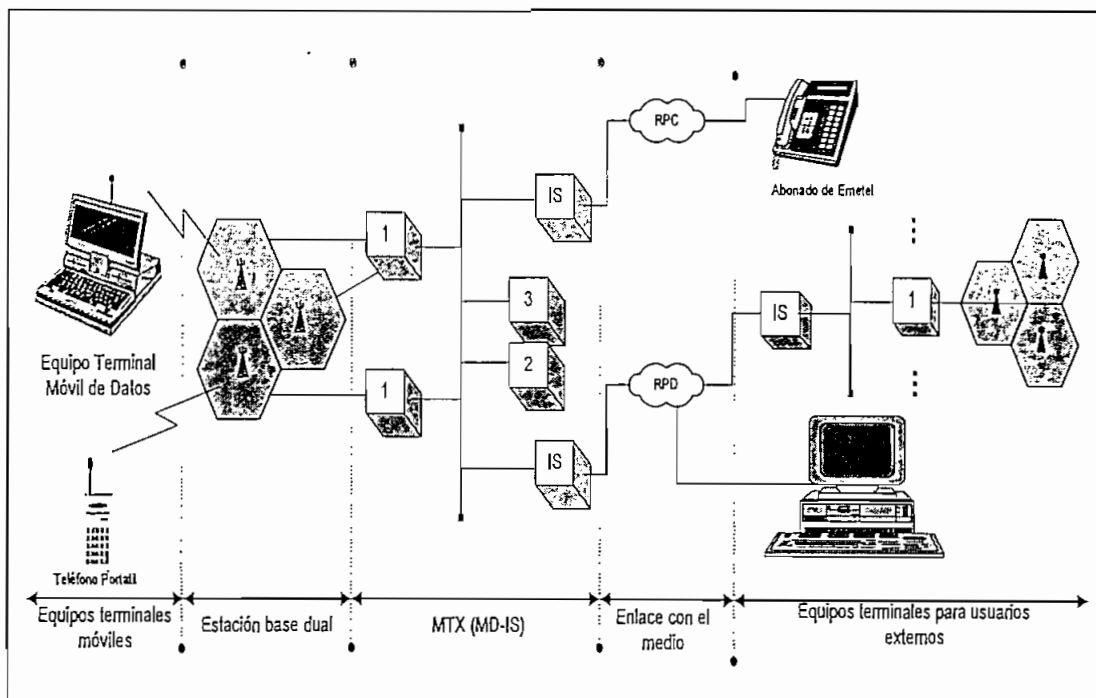 RPC
Abonado de Emetel
IS
1
3
2
1
IS
RPD
IS
1
Equipo Terminal
Móvil de Datos
Teléfono Portatil
Equipos terminales
móviles
Estación base dual
MTX (MD-IS)
Enlace con el
medio
Equipos terminales para usuarios
externos